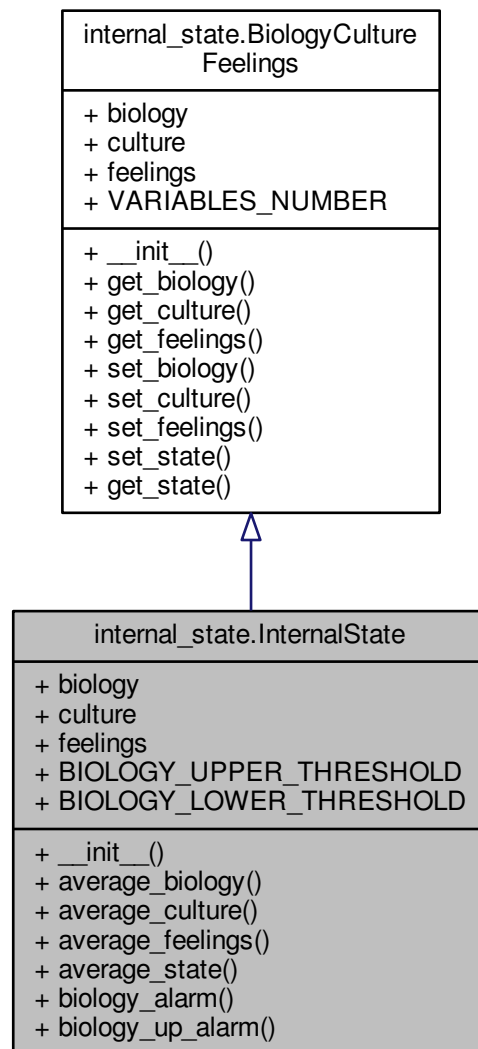 internal_state.BiologyCulture
Feelings
+ biology
+ culture
+ feelings
+ VARIABLES_NUMBER
+ __init__()
+ get_biology()
+ get_culture()
+ get_feelings()
+ set_biology()
+ set_culture()
+ set_feelings()
+ set_state()
+ get_state()
internal_state.InternalState
+ biology
+ culture
+ feelings
+ BIOLOGY_UPPER_THRESHOLD
+ BIOLOGY_LOWER_THRESHOLD
+ __init__()
+ average_biology()
+ average_culture()
+ average_feelings()
+ average_state()
+ biology_alarm()
+ biology_up_alarm()